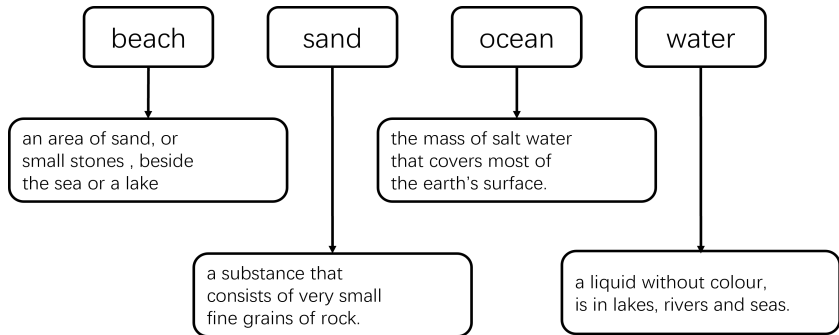 beach
sand
ocean
water
an area of sand, or
small stones , beside
the sea or a lake
the mass of salt water
that covers most of
the earth's surface.
a substance that
consists of very small
fine grains of rock.
a liquid without colour,
is in lakes, rivers and seas.